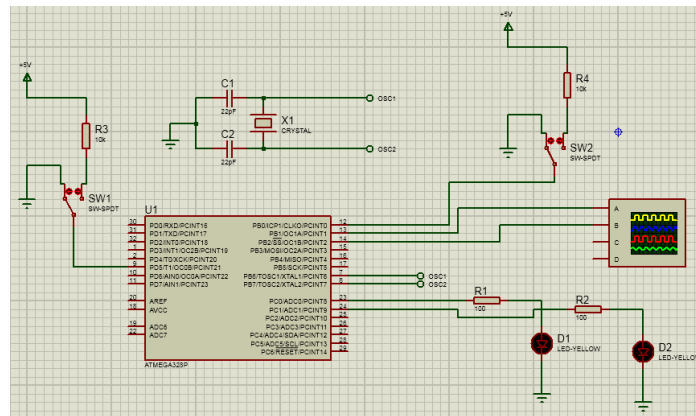 +5V
+5V
C1
22pF
OSC1
R4
10k
R3
10k
X1
CRYSTAL
C2
22pF
OSC2
SW2
SW-SPDT
SW1
SW-SPDT
U1
30 PD0/RXD/PCINT16 PB0/ICP1/CLKO/PCINT0 12
31 PD1/TXD/PCINT17 PB1/OC1A/PCINT1 13
32 PD2/INT0/PCINT18 PB2/SS/OC1B/PCINT2 14
1 PD3/INT1/OC2B/PCINT19 PB3/MOSI/OC2A/PCINT3 15
2 PD4/T0/XCK/PCINT20 PB4/MISO/PCINT4 16
9 PD5/T1/OC0B/PCINT21 PB5/SCK/PCINT5 17
10 PD6/AIN0/OC0A/PCINT22 PB6/TOSC1/XTAL1/PCINT6 7 OSC1
11 PD7/AIN1/PCINT23 PB7/TOSC2/XTAL2/PCINT7 8 OSC2
20 AREF PC0/ADC0/PCINT8 23
18 AVCC PC1/ADC1/PCINT9 24
PC2/ADC2/PCINT10 25
19 ADC6 PC3/ADC3/PCINT11 26
22 ADC7 PC4/ADC4/SDA/PCINT12 27
PC5/ADC5/SCL/PCINT13 28
PC6/RESET/PCINT14 29
ATMEGA328P
A
B
C
D
R1
100
R2
100
D1
LED-YELLOW
D2
LED-YELLO